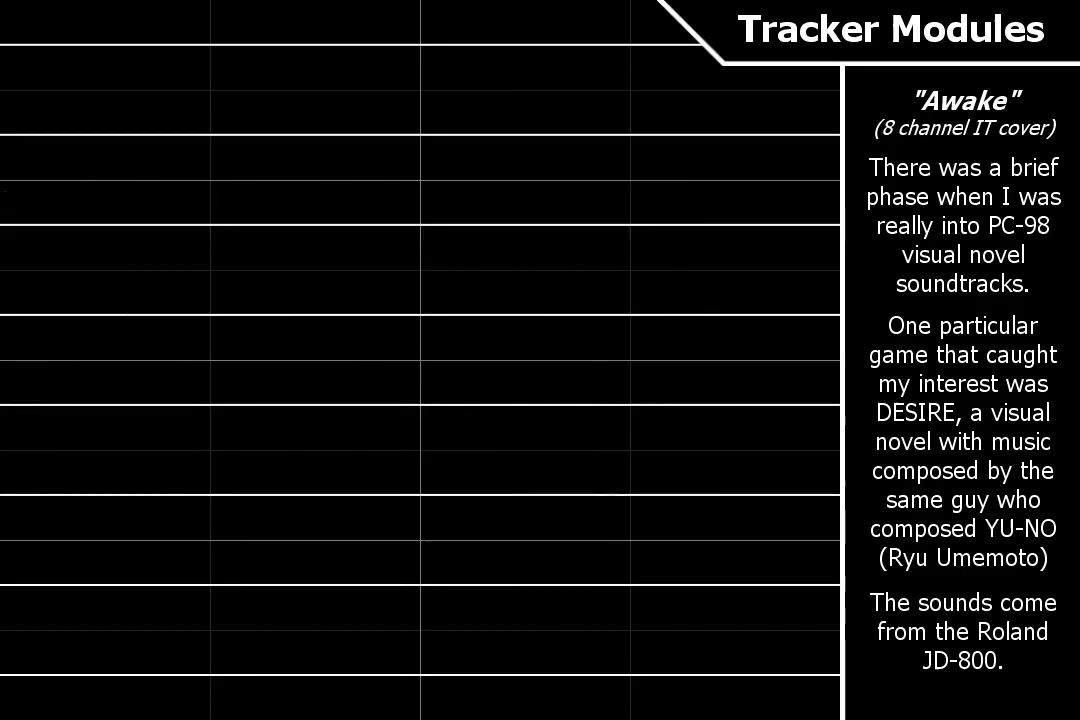 Tracker Modules
"Awake"
(8 channel IT cover)
There was a brief
phase when I was
really into PC-98
visual novel
soundtracks.
One particular
game that caught
my interest was
DESIRE, a visual
novel with music
composed by the
same guy who
composed YU-NO
(Ryu Umemoto)
The sounds come
from the Roland
JD-800.